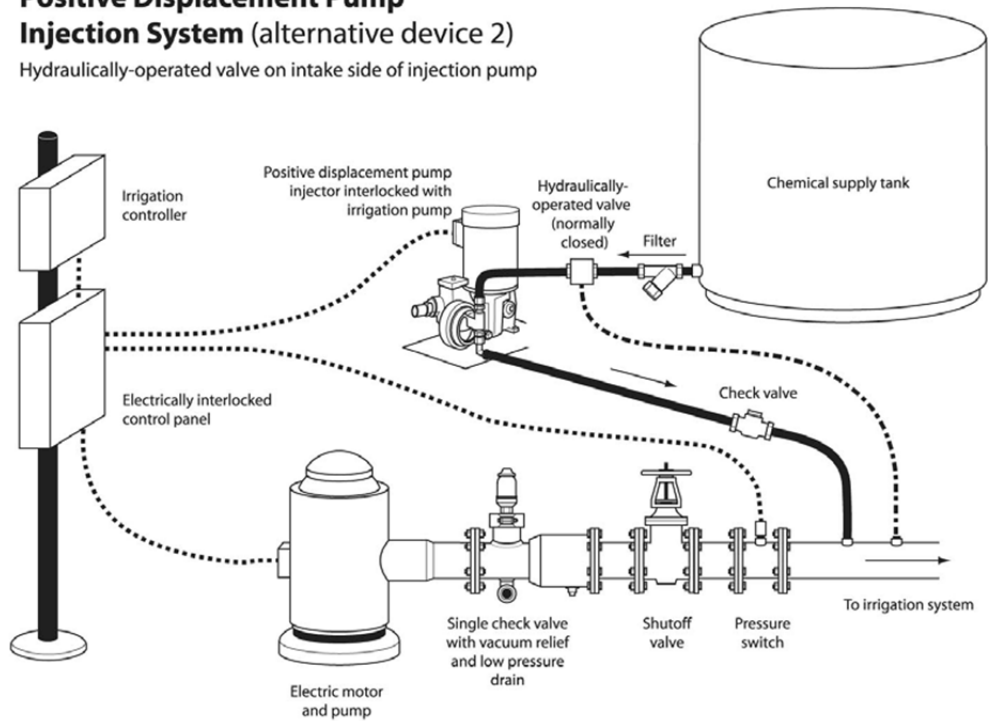 Positive Displacement Pump
Injection System (alternative device 2)
Hydraulically-operated valve on intake side of injection pump
Irrigation
controller
Positive displacement pump
injector interlocked with
irrigation pump
Hydraulically-
operated valve
(normally
closed)
Filter
Chemical supply tank
Check valve
Electrically interlocked
control panel
To irrigation system
Single check valve
with vacuum relief
and low pressure
drain
Shutoff
valve
Pressure
switch
Electric motor
and pump